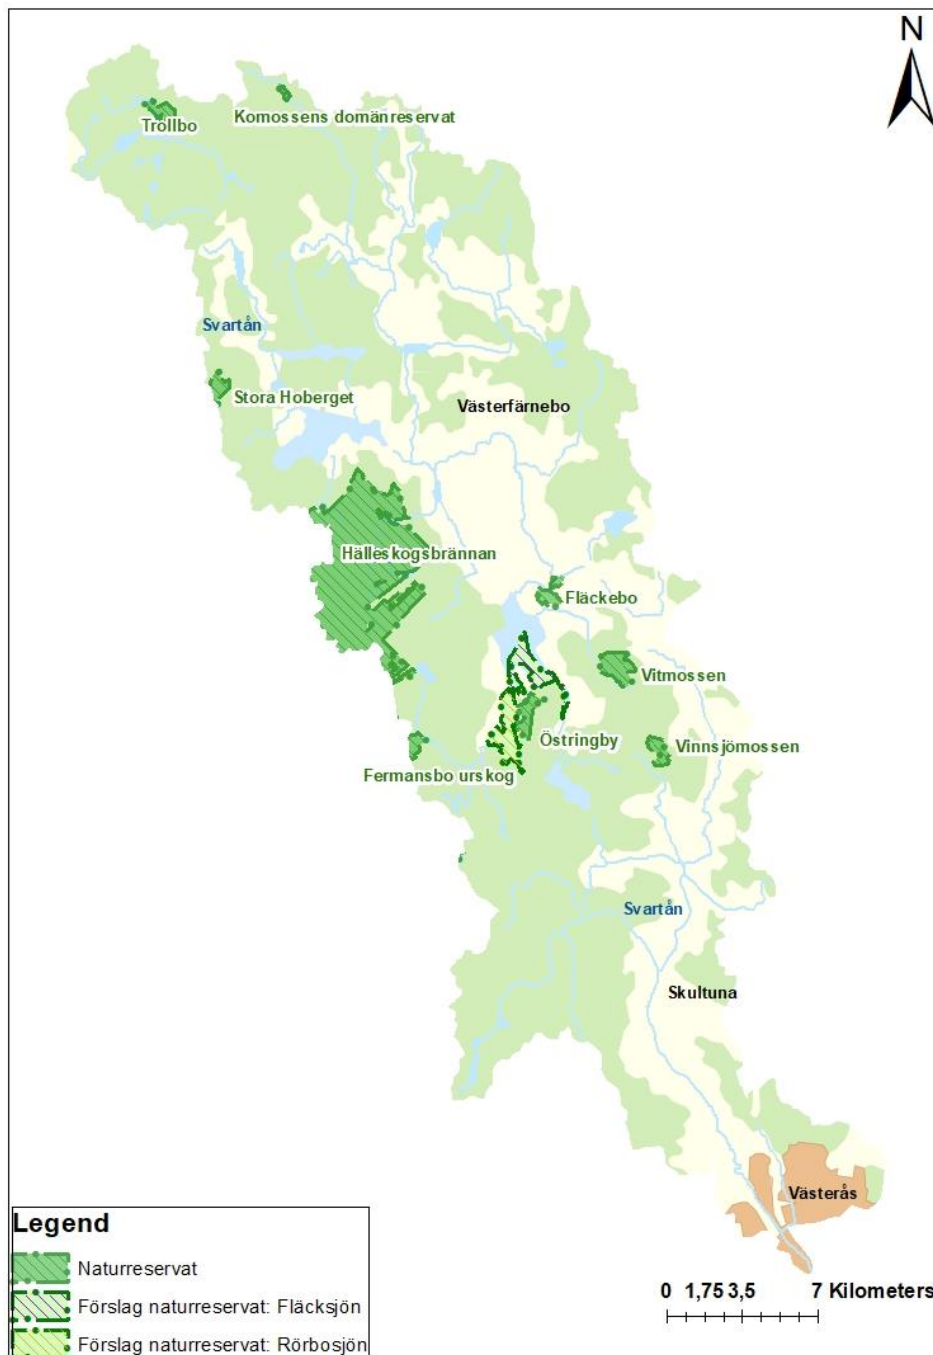 N
Komossens domänreservat
Trollbo
Svartån
Stora Hoberget
Västerfärnebo
Hälleskogsbrännan
Fläckebo
Vitmossen
Östringby
Vinnsjömossen
Fermansbo urskog
Svartån
Skultuna
Västerås
Legend
Naturreservat
Förslag naturreservat: Fläcksjön
Förslag naturreservat: Rörbosjön
0 1,75 3,5 7 Kilometers